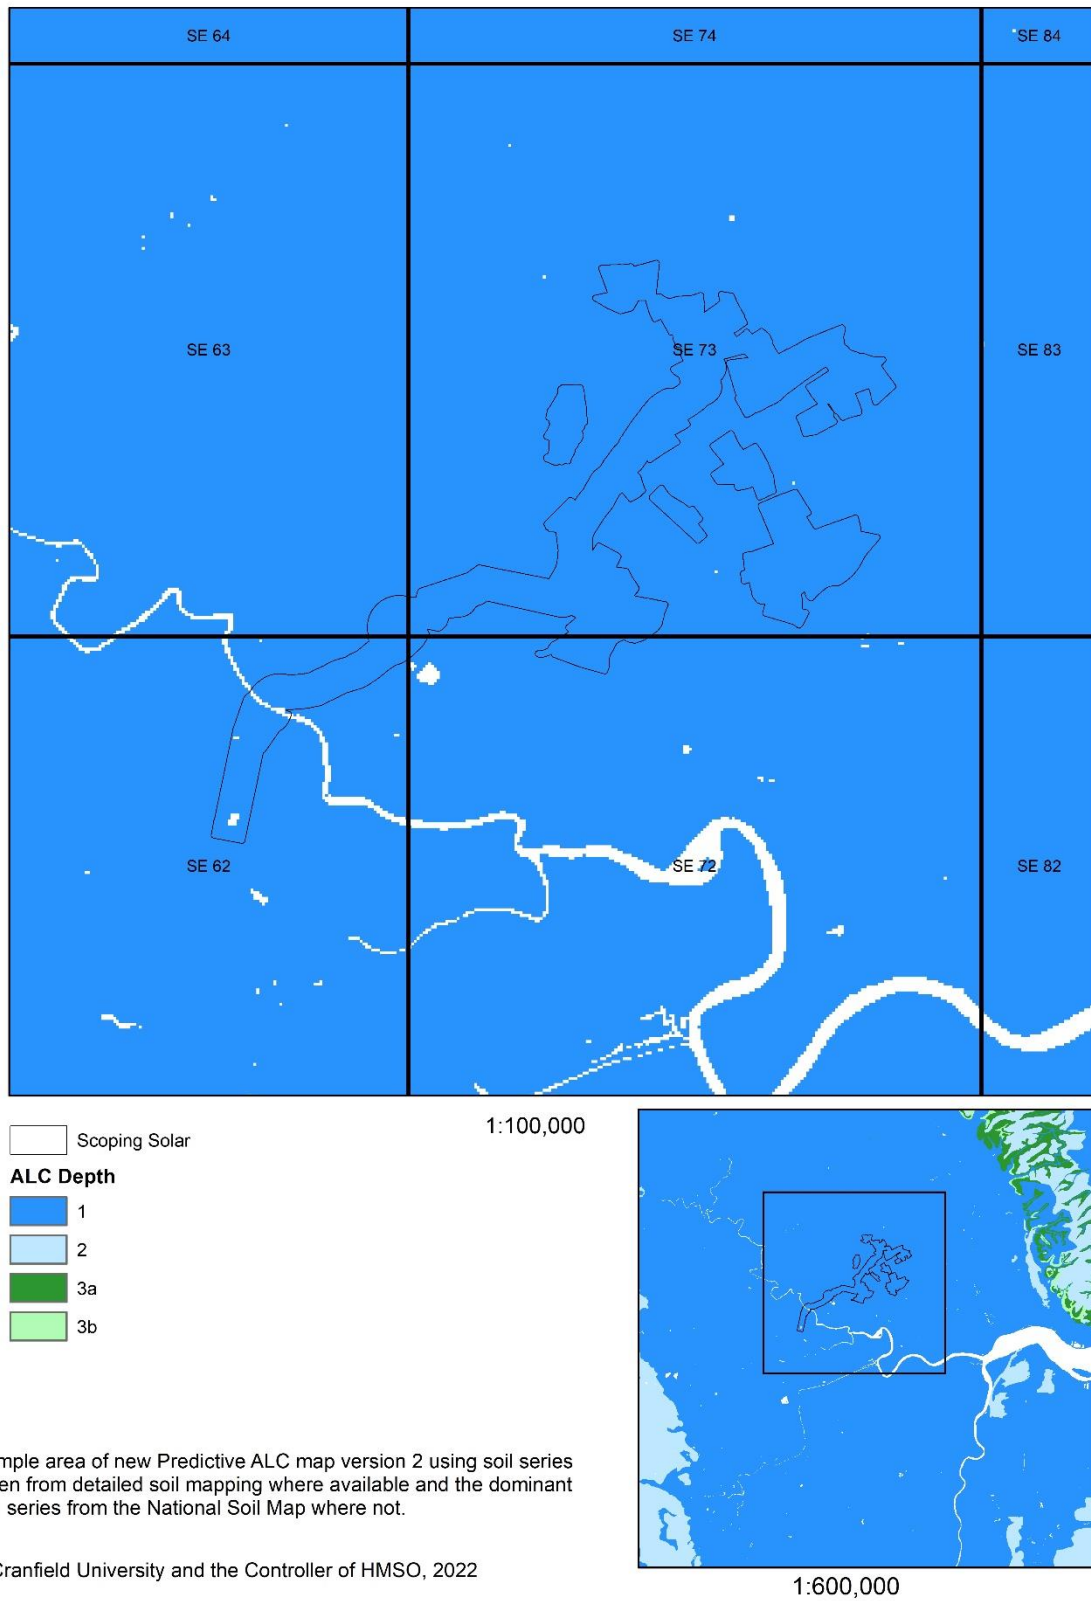 SE 64 SE 74 SE 84
SE 63 SE 73 SE 83
SE 62 SE 72 SE 82
1:100,000
Scoping Solar
ALC Depth
1
2
3a
3b
mple area of new Predictive ALC map version 2 using soil series
en from detailed soil mapping where available and the dominant
series from the National Soil Map where not.
Cranfield University and the Controller of HMSO, 2022
1:600,000